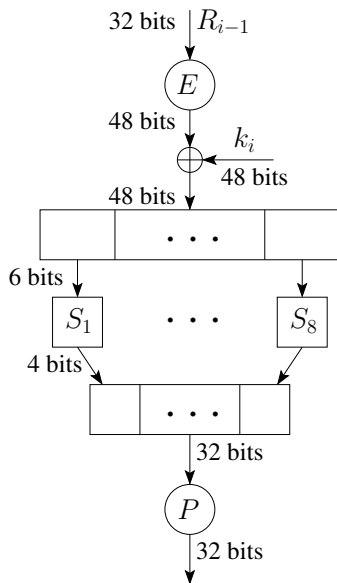 32 bits R_{i-1}
E
48 bits
k_i
48 bits
48 bits
. . .
6 bits
S_1 . . . S_8
4 bits
. . .
32 bits
P
32 bits